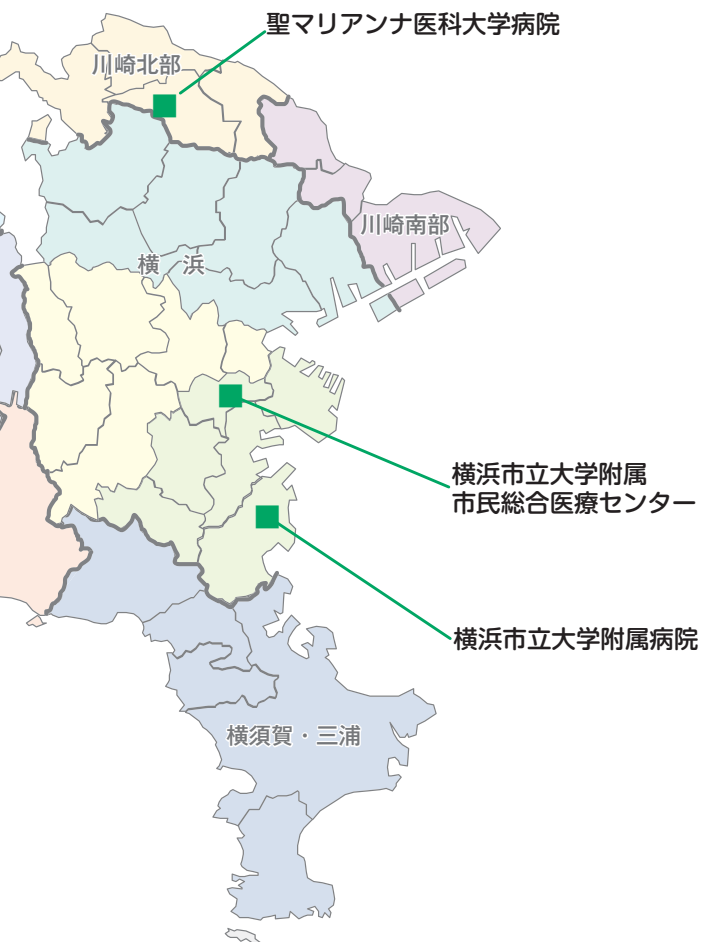 聖マリアンナ医科大学病院
川崎北部
川崎南部
横 浜
横浜市立大学附属
市民総合医療センター
横浜市立大学附属病院
横須賀・三浦